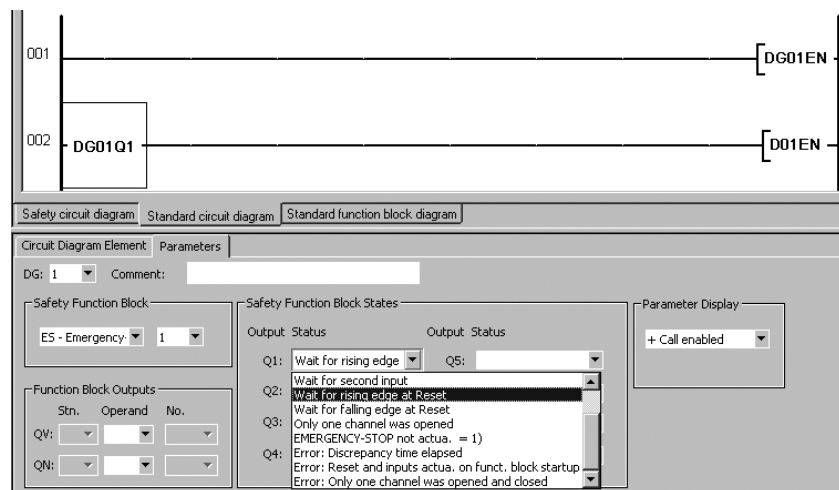 001
DG01EN
002
DG01Q1
D01EN
Safety circuit diagram
Standard circuit diagram
Standard function block diagram
Circuit Diagram Element
Parameters
DG: 1
Comment:
Safety Function Block
ES - Emergency-
1
Safety Function Block States
Output Status
Output Status
Q1: Wait for rising edge
Q5:
Parameter Display
+ Call enabled
Function Block Outputs
Stn. Operand No.
QV:
QN:
Q2:
Q3:
Q4:
Wait for second input
Wait for rising edge at Reset
Wait for falling edge at Reset
Only one channel was opened
EMERGENCY-STOP not actua. = 1)
Error: Discrepancy time elapsed
Error: Reset and inputs actua. on funct. block startup
Error: Only one channel was opened and closed